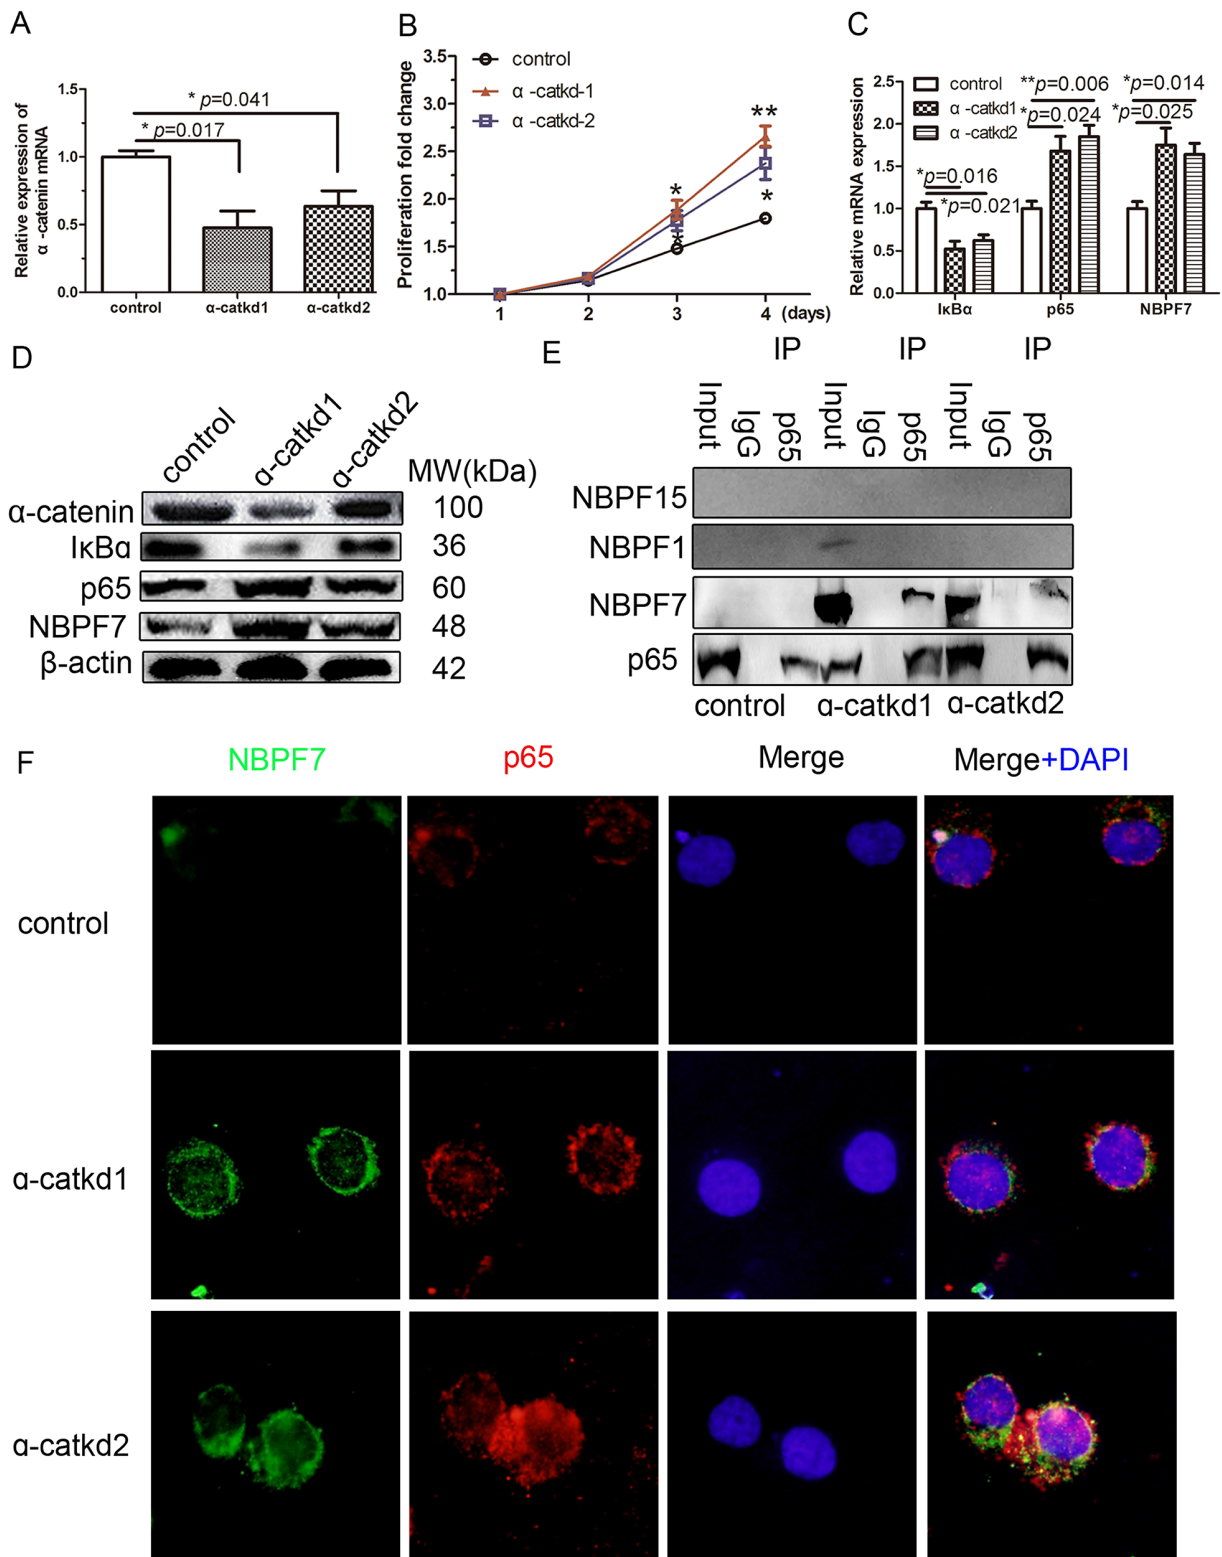 A
Relative expression of
α -catenin mRNA
1.5
1.0
0.5
0.0
* p=0.041
* p=0.017
control
α-catkd1
α-catkd2
B
Proliferation fold change
3.5
3.0
2.5
2.0
1.5
1.0
control
α -catkd-1
α -catkd-2
**
*
*
*
1
2
3
4
(days)
C
Relative mRNA expression
2.5
2.0
1.5
1.0
0.5
0.0
control
α -catkd1
α -catkd2
**p=0.006
*p=0.014
*p=0.024
*p=0.025
*p=0.016
*p=0.021
IκBα
p65
NBPF7
D
control
α-catkd1
α-catkd2
MW(kDa)
α-catenin
100
IκBα
36
p65
60
NBPF7
48
β-actin
42
E
IP
IP
IP
Input
IgG
p65
Input
IgG
p65
Input
IgG
p65
NBPF15
NBPF1
NBPF7
p65
control
α-catkd1
α-catkd2
F
NBPF7
p65
Merge
Merge+DAPI
control
α-catkd1
α-catkd2